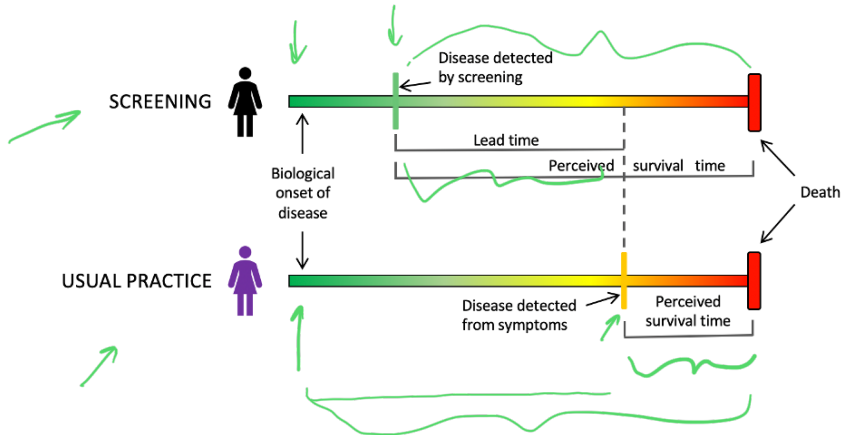 Disease detected
by screening
SCREENING
Lead time
Perceived survival time
Biological
onset of
disease
Death
USUAL PRACTICE
Disease detected
from symptoms
Perceived
survival time